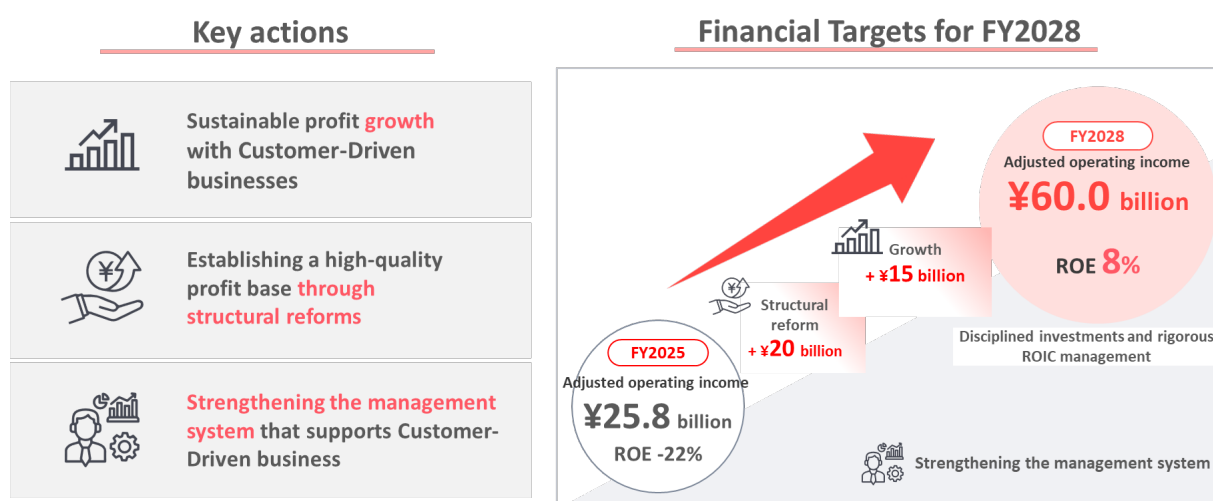 Key actions
Sustainable profit growth
with Customer-Driven
businesses
Establishing a high-quality
profit base through
structural reforms
Strengthening the management
system that supports Customer-
Driven business
Financial Targets for FY2028
FY2028
Adjusted operating income
¥60.0 billion
ROE 8%
Growth
+ ¥15 billion
Structural
reform
+ ¥20 billion
FY2025
Adjusted operating income
¥25.8 billion
ROE -22%
Disciplined investments and rigorous
ROIC management
Strengthening the management system